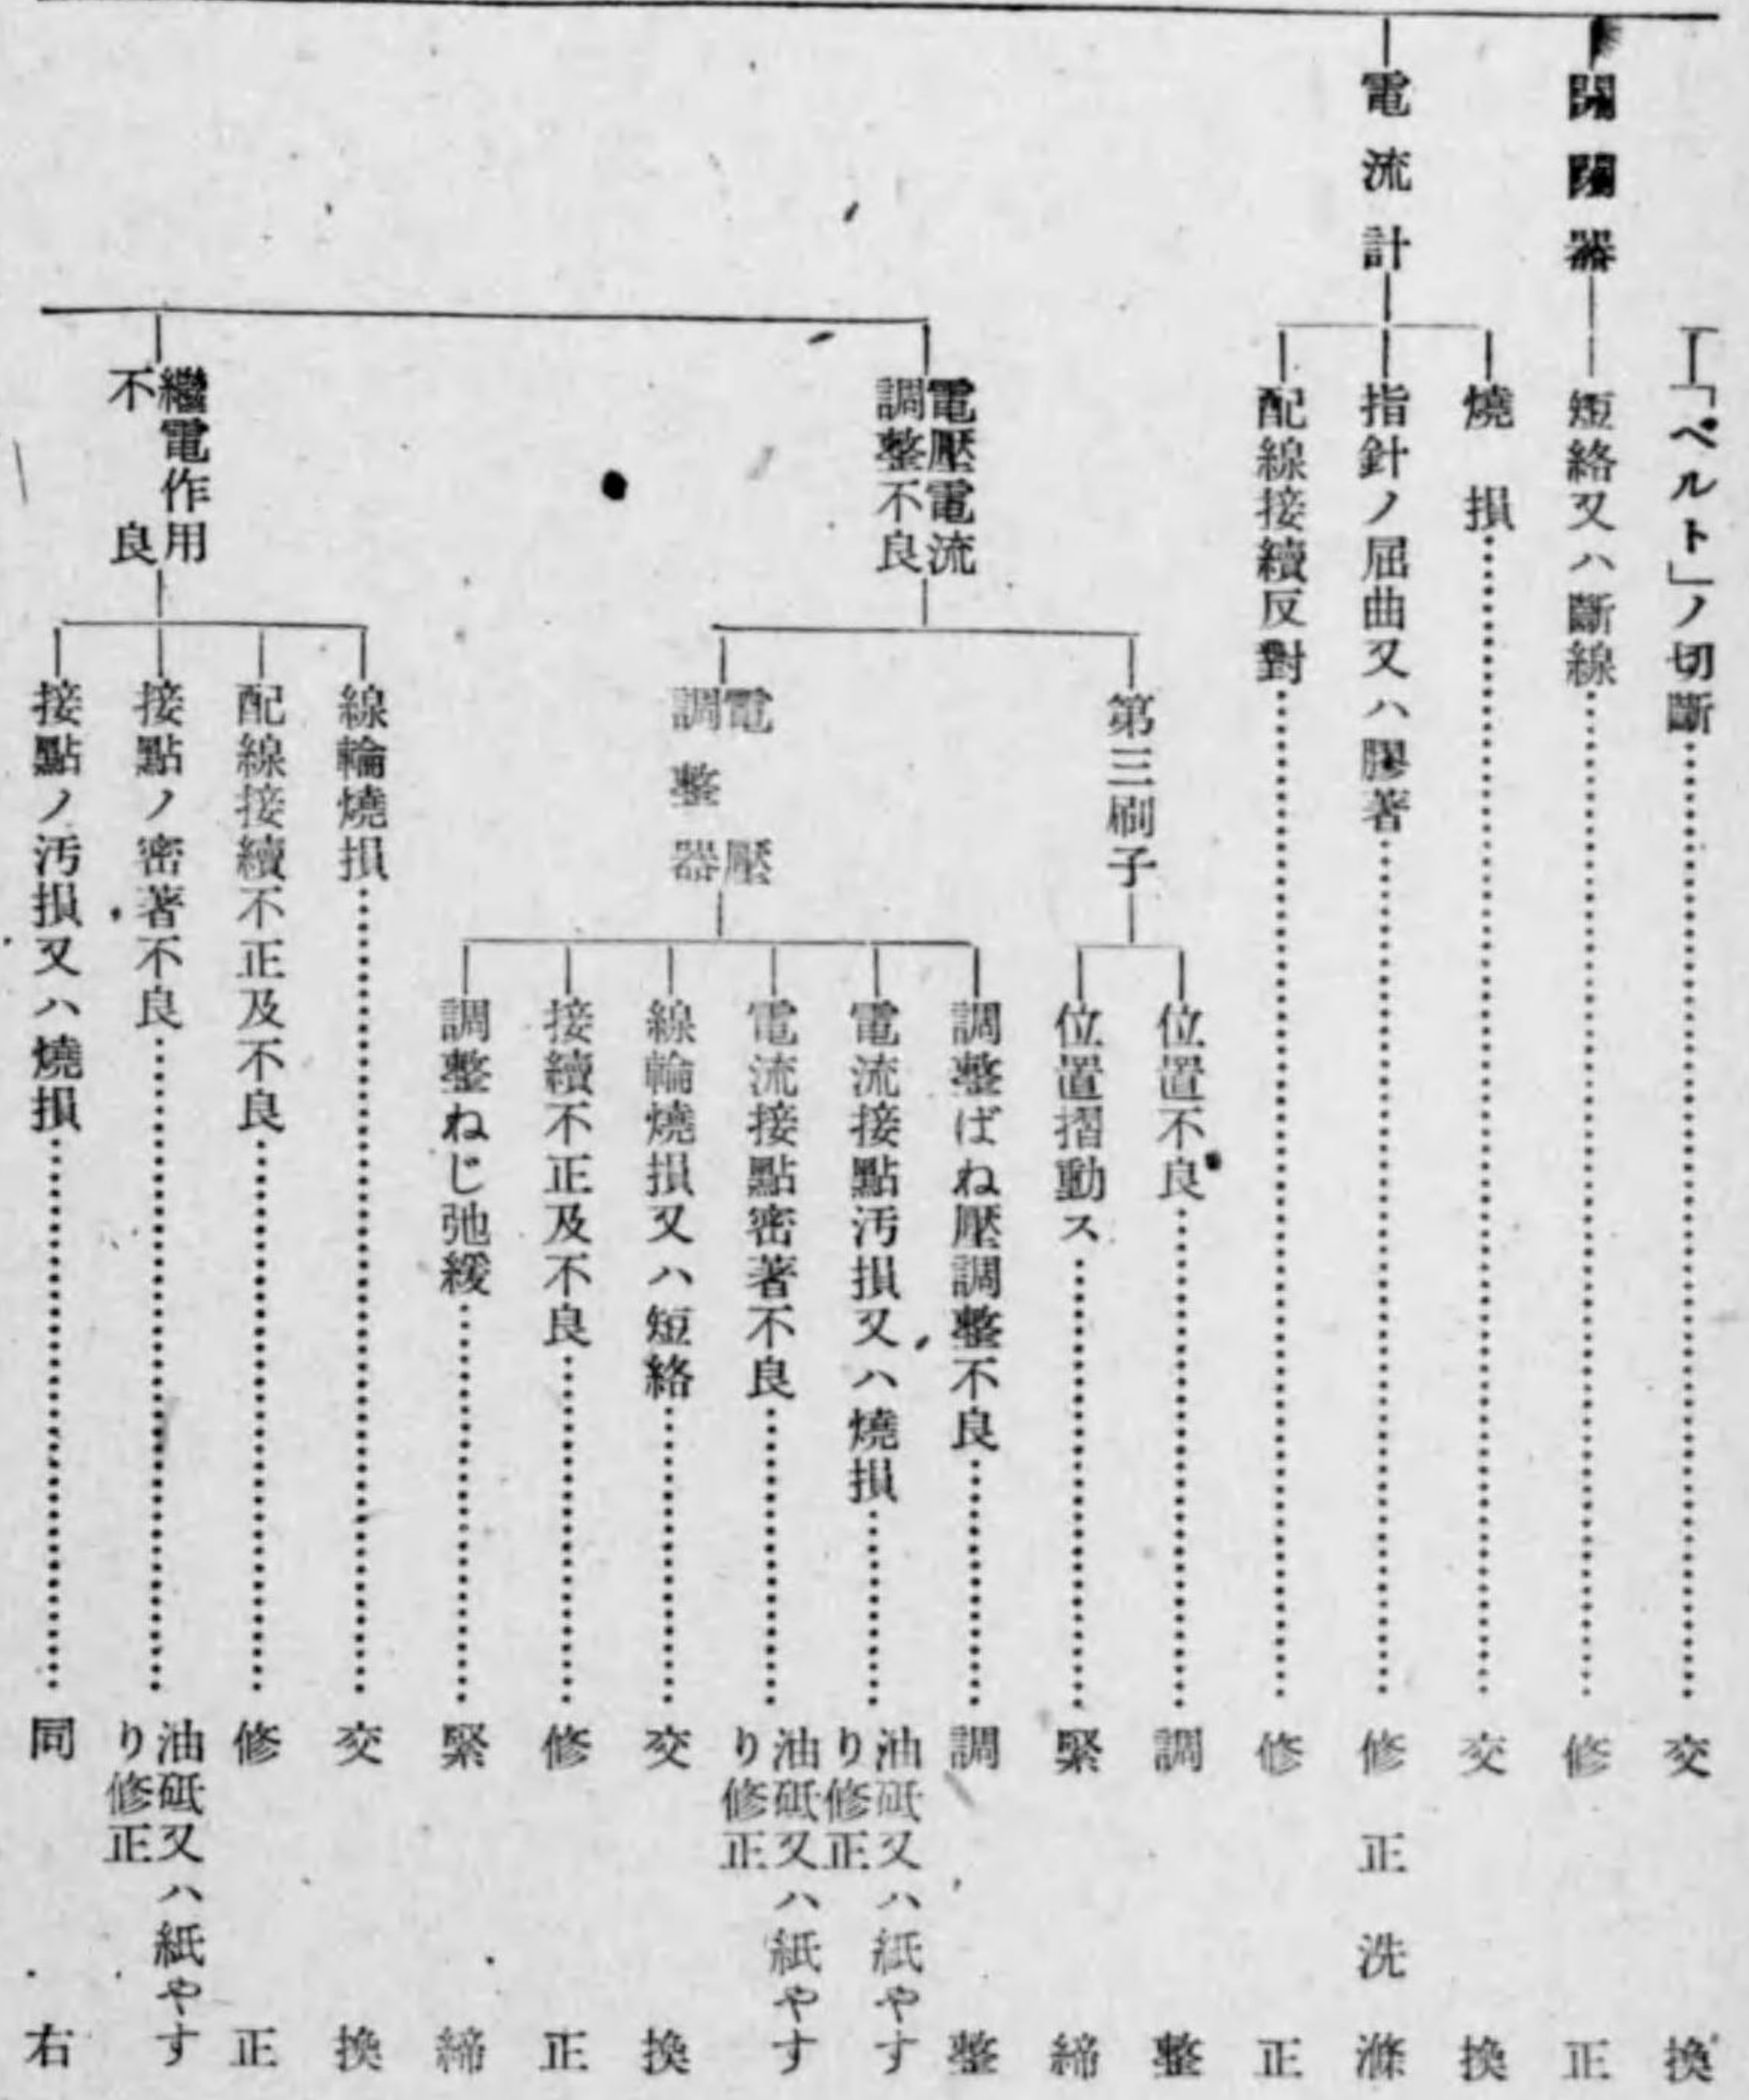 「ベルト」ノ切斷……交換
開閉器
短絡又ハ斷線……修正
電流計
燒損……交換
指針ノ屈曲又ハ膠著……修正洗滌
配線接續反對……修正
電壓電流
調整不良
第三刷子
位置不良……調整
位置摺動ス……緊締
電壓
調整器
調整ばね壓調整不良……調整
電流接點汚損又ハ燒損……油砥又ハ紙やす
り修正
電流接點密著不良……油砥又ハ紙やす
り修正
線輪燒損又ハ短絡……交換
接續不正及不良……修正
調整ねじ弛緩……緊締
繼電作用
不良
線輪燒損……交換
配線接續不正及不良……修正
接點ノ密著不良……油砥又ハ紙やす
り修正
接點ノ汚損又ハ燒損……同右